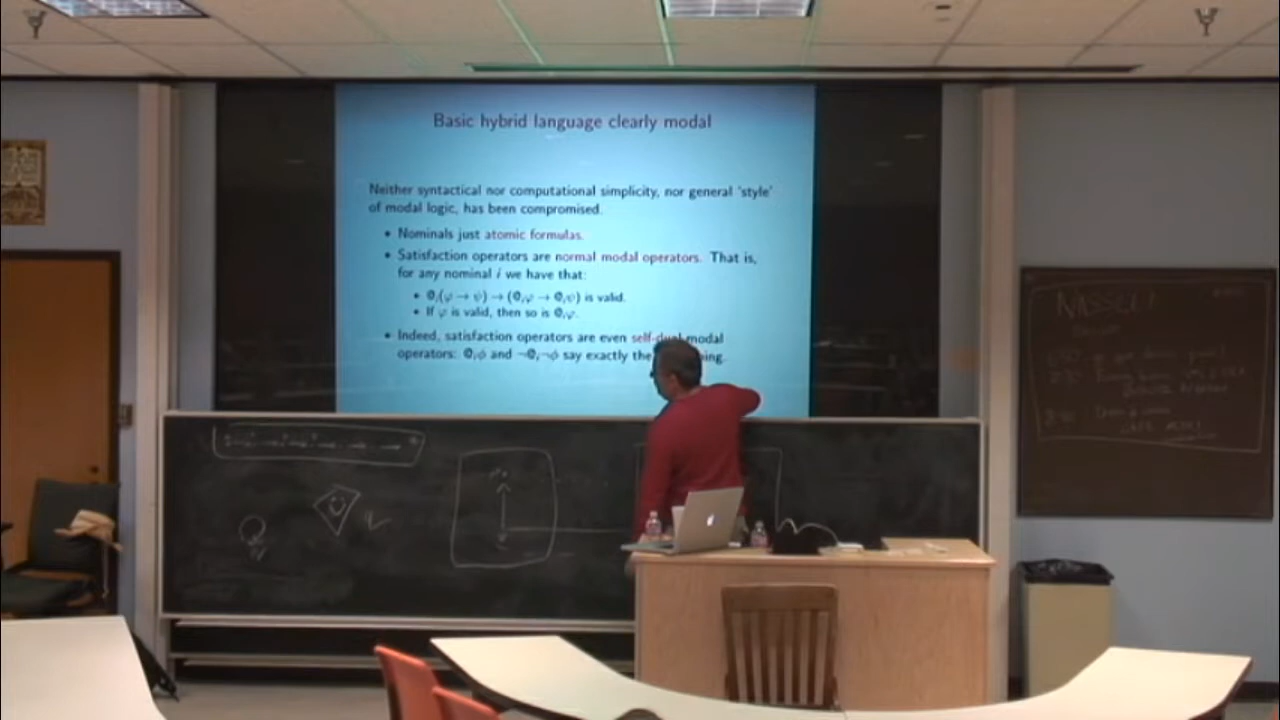 Basic hybrid language clearly modal
Neither syntactical nor computational simplicity, nor general 'style'
of modal logic, has been compromised.
• Nominals just atomic formulas.
• Satisfaction operators are normal modal operators. That is,
for any nominal i we have that:
• @ᵢ(φ → ψ) → (@ᵢφ → @ᵢψ) is valid.
• If φ is valid, then so is @ᵢφ.
• Indeed, satisfaction operators are even self-dual modal
operators: @ᵢϕ and ¬@ᵢ¬ϕ say exactly the